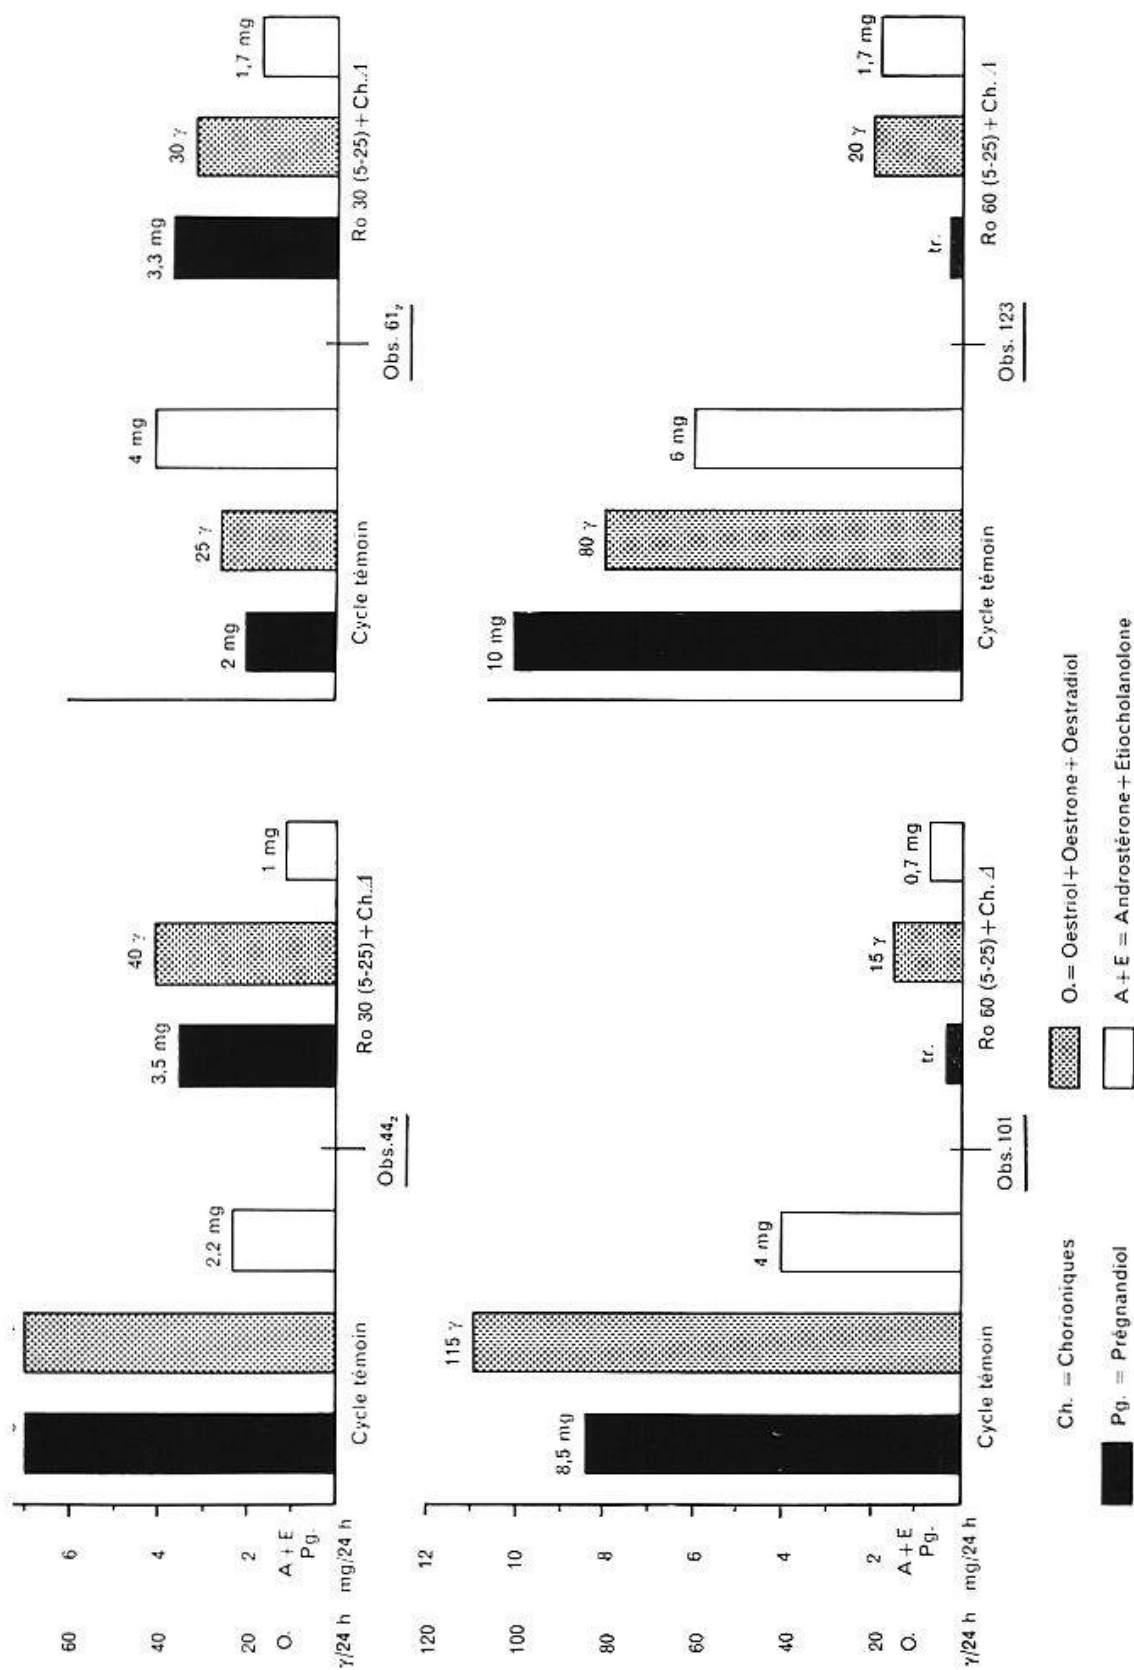 γ/24 h mg/24 h
O. A + E
Pg.
20 2
40 4
60 6
Cycle témoin
2,2 mg
Obs.44₂
3,5 mg
40 γ
1 mg
Ro 30 (5-25) + Ch.⊿
Cycle témoin
2 mg
25 γ
4 mg
Obs. 61₂
3,3 mg
30 γ
1,7 mg
Ro 30 (5-25) + Ch.⊿
γ/24 h mg/24 h
O. A + E
Pg.
20 2
40 4
60 6
80 8
100 10
120 12
8,5 mg
115 γ
4 mg
Cycle témoin
Obs.101
tr.
15 γ
0,7 mg
Ro 60 (5-25) + Ch.⊿
10 mg
80 γ
6 mg
Cycle témoin
Obs. 123
tr.
20 γ
1,7 mg
Ro 60 (5-25) + Ch.⊿
Ch. = Chorioniques
O.= Oestriol + Oestrone + Oestradiol
Pg. = Prégnandiol
A + E = Androstérone + Etiocholanolone